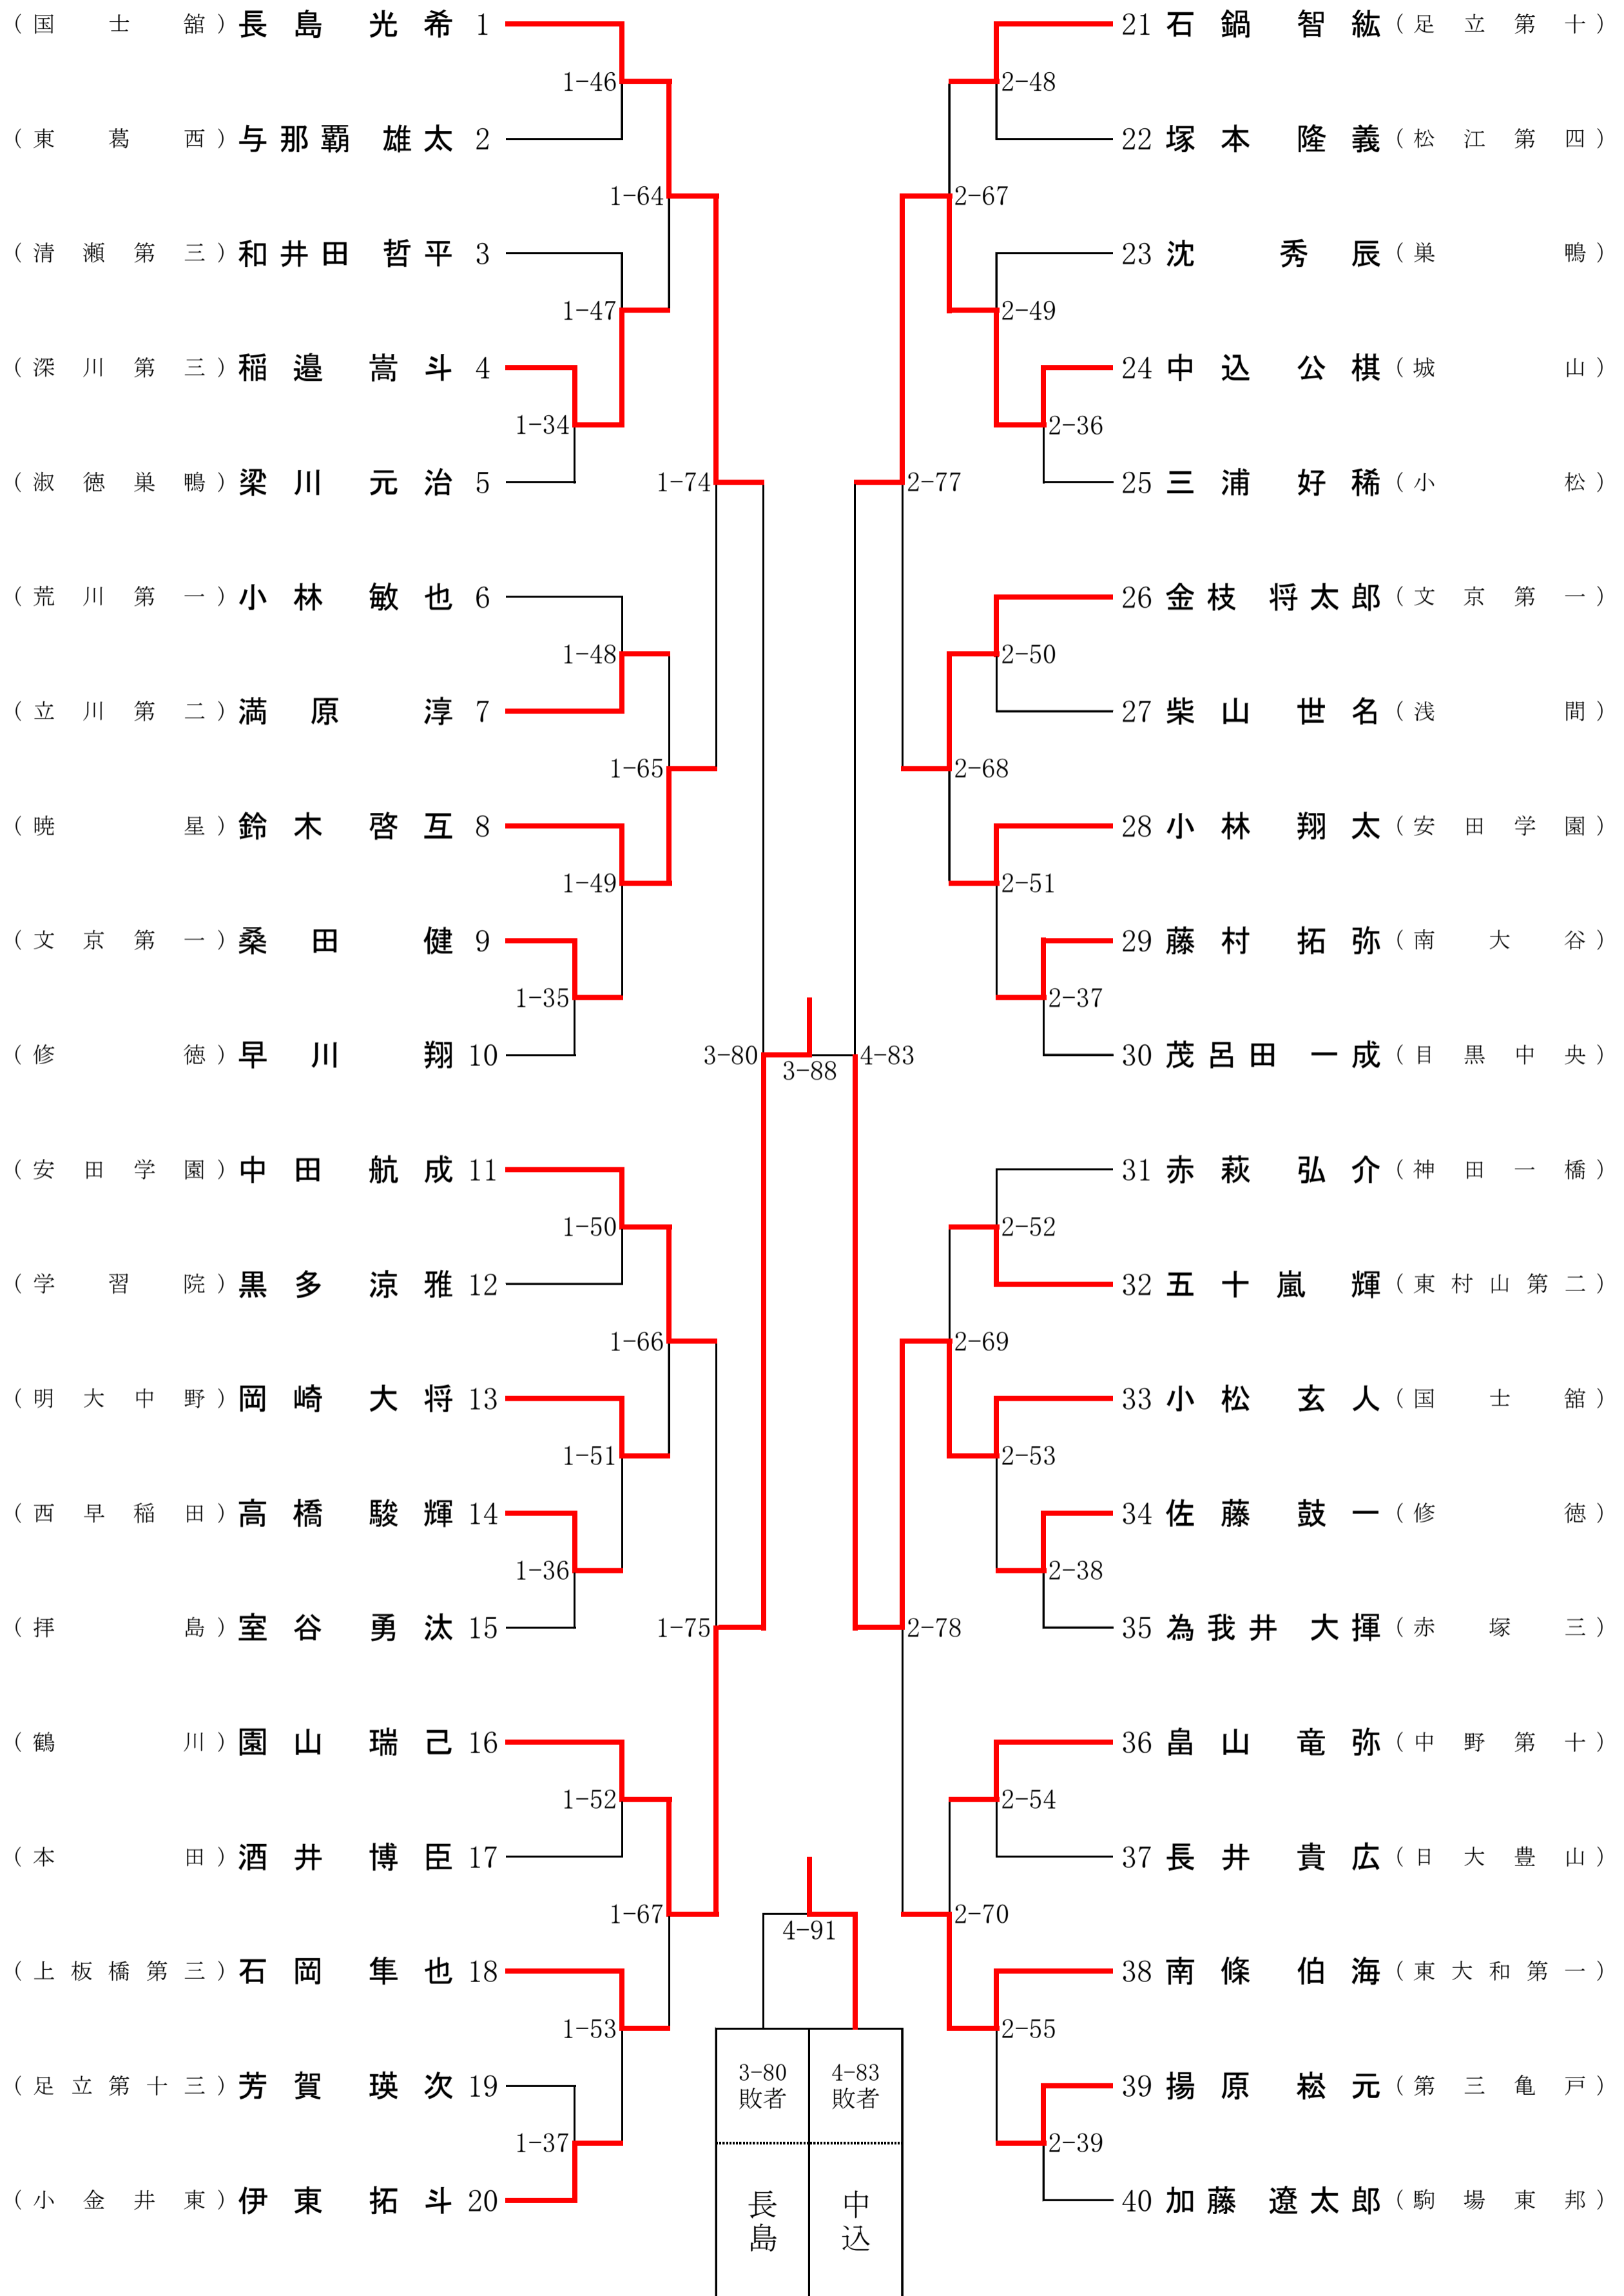 (国士舘) 長島 光希 1
(東葛西) 与那覇 雄太 2
(清瀬第三) 和井田 哲平 3
(深川第三) 稲邉 嵩斗 4
(淑徳巣鴨) 梁川 元治 5
(荒川第一) 小林 敏也 6
(立川第二) 満原 淳 7
(暁星) 鈴木 啓互 8
(文京第一) 桑田 健 9
(修徳) 早川 翔 10
(安田学園) 中田 航成 11
(学習院) 黒多 涼雅 12
(明大中野) 岡崎 大将 13
(西早稲田) 高橋 駿輝 14
(拝島) 室谷 勇汰 15
(鶴川) 園山 瑞己 16
(本田) 酒井 博臣 17
(上板橋第三) 石岡 隼也 18
(足立第十三) 芳賀 瑛次 19
(小金井東) 伊東 拓斗 20
1-46
1-64
1-47
1-34
1-74
1-48
1-65
1-49
1-35
1-50
1-66
1-51
1-36
1-75
1-52
1-67
1-53
1-37
3-80
3-88
4-83
4-91
3-80
敗者
4-83
敗者
長島
中込
2-48
2-67
2-49
2-36
2-77
2-50
2-68
2-51
2-37
2-52
2-69
2-53
2-38
2-78
2-54
2-70
2-55
2-39
21 石鍋 智紘 (足立第十)
22 塚本 隆義 (松江第四)
23 沈 秀辰 (巣鴨)
24 中込 公棋 (城山)
25 三浦 好稀 (小松)
26 金枝 将太郎 (文京第一)
27 柴山 世名 (浅間)
28 小林 翔太 (安田学園)
29 藤村 拓弥 (南大谷)
30 茂呂田 一成 (目黒中央)
31 赤萩 弘介 (神田一橋)
32 五十嵐 輝 (東村山第二)
33 小松 玄人 (国士舘)
34 佐藤 鼓一 (修徳)
35 為我井 大揮 (赤塚三)
36 畠山 竜弥 (中野第十)
37 長井 貴広 (日大豊山)
38 南條 伯海 (東大和第一)
39 揚原 崧元 (第三亀戸)
40 加藤 遼太郎 (駒場東邦)